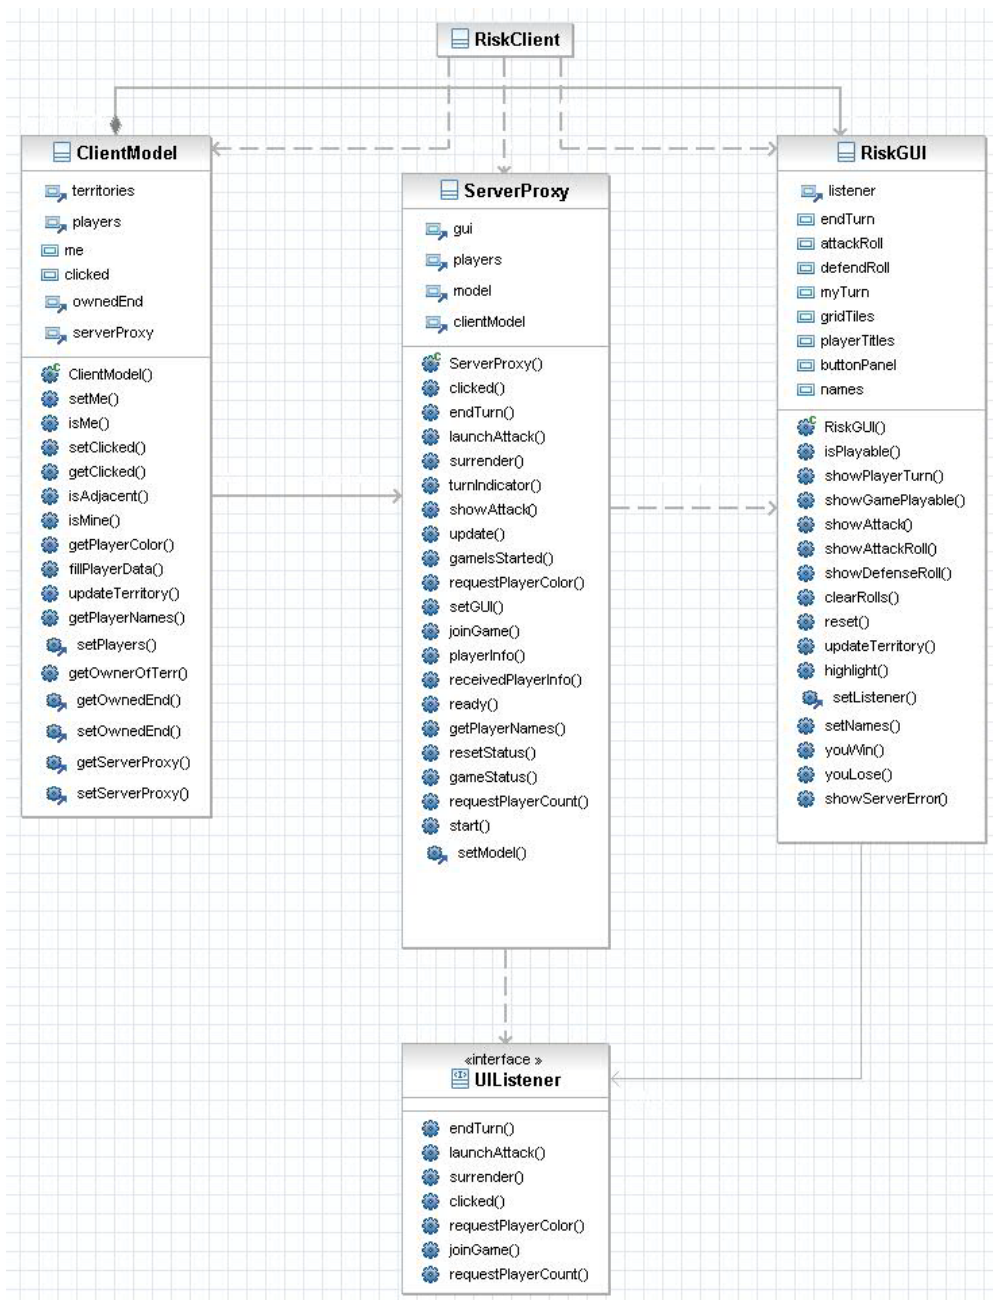 RiskClient
ClientModel
territories
players
me
clicked
ownedEnd
serverProxy
ClientModel()
setMe()
isMe()
setClicked()
getClicked()
isAdjacent()
isMine()
getPlayerColor()
fillPlayerData()
updateTerritory()
getPlayerNames()
setPlayers()
getOwnerOfTerr()
getOwnedEnd()
setOwnedEnd()
getServerProxy()
setServerProxy()
ServerProxy
gui
players
model
clientModel
ServerProxy()
clicked()
endTurn()
launchAttack()
surrender()
turnIndicator()
showAttack()
update()
gameIsStarted()
requestPlayerColor()
setGUI()
joinGame()
playerInfo()
receivedPlayerInfo()
ready()
getPlayerNames()
resetStatus()
gameStatus()
requestPlayerCount()
start()
setModel()
RiskGUI
listener
endTurn
attackRoll
defendRoll
myTurn
gridTiles
playerTitles
buttonPanel
names
RiskGUI()
isPlayable()
showPlayerTurn()
showGamePlayable()
showAttack()
showAttackRoll()
showDefenseRoll()
clearRolls()
reset()
updateTerritory()
highlight()
setListener()
setNames()
youWin()
youLose()
showServerError()
«interface »
UIListener
endTurn()
launchAttack()
surrender()
clicked()
requestPlayerColor()
joinGame()
requestPlayerCount()